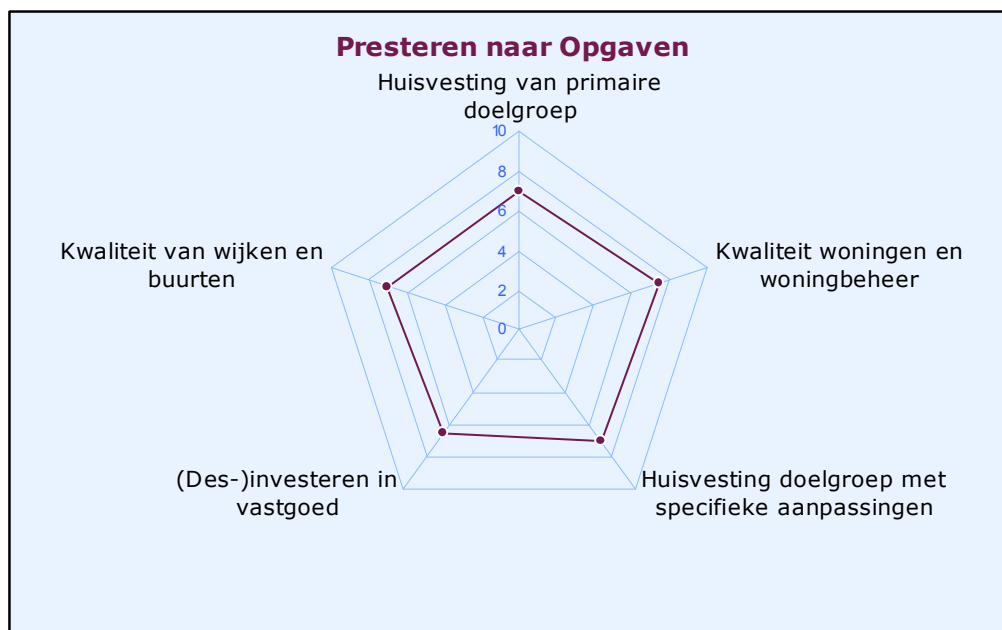 Presteren naar Opgaven
Huisvesting van primaire
doelgroep
10
8
6
4
2
0
Kwaliteit van wijken en
buurten
Kwaliteit woningen en
woningbeheer
(Des-)investeren in
vastgoed
Huisvesting doelgroep met
specifieke aanpassingen